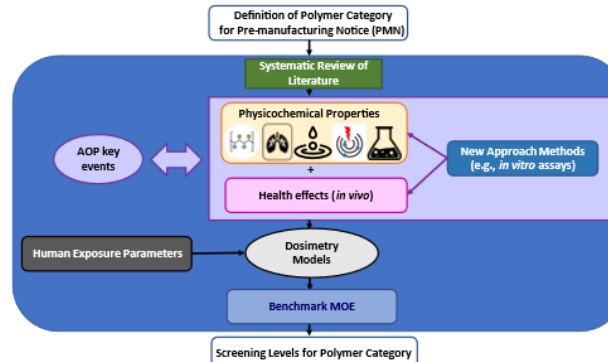 Definition of Polymer Category
for Pre-manufacturing Notice (PMN)
Systematic Review of
Literature
Physicochemical Properties
AOP key
events
New Approach Methods
(e.g., in vitro assays)
+
Health effects (in vivo)
Human Exposure Parameters
Dosimetry
Models
Benchmark MOE
Screening Levels for Polymer Category